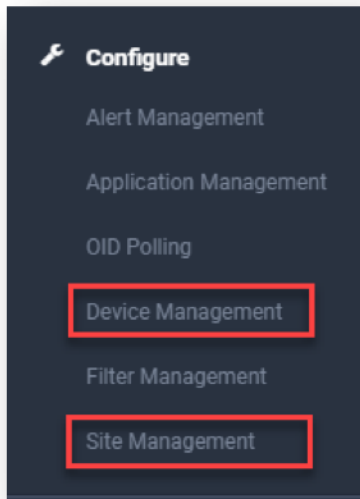 Configure
Alert Management
Application Management
OID Polling
Device Management
Filter Management
Site Management